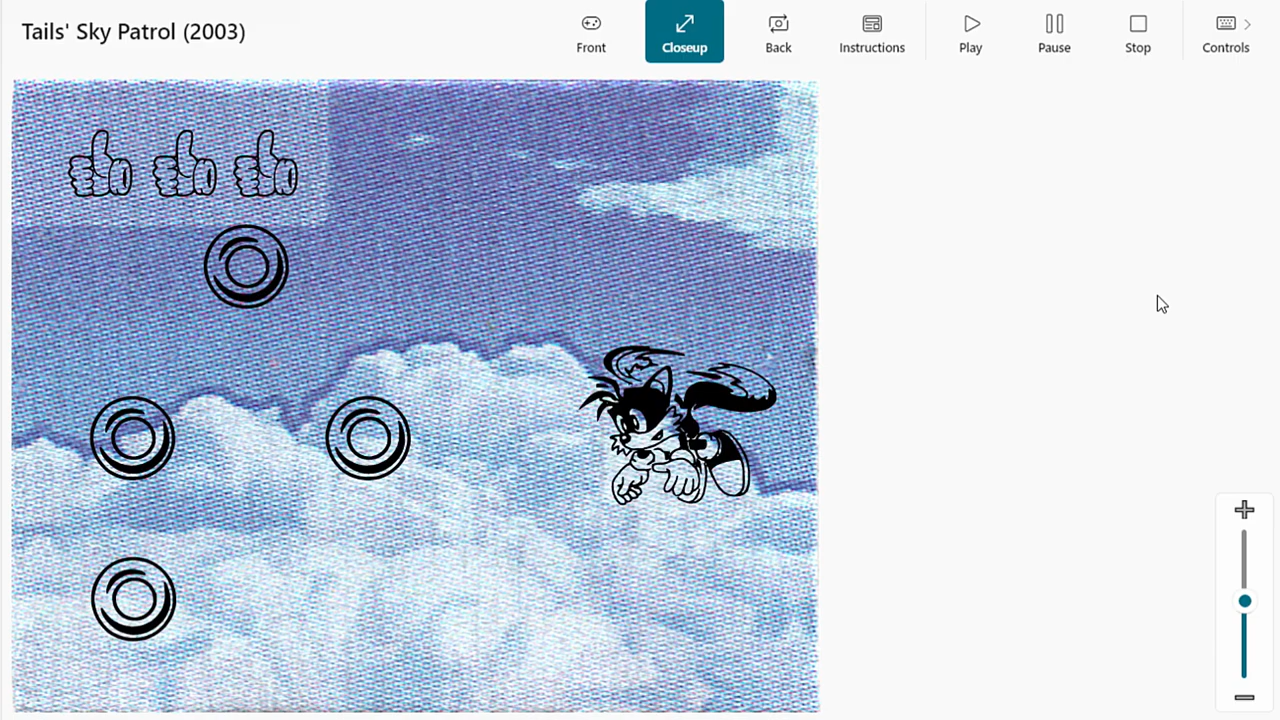 Tails' Sky Patrol (2003)
Front
Closeup
Back
Instructions
Play
Pause
Stop
Controls